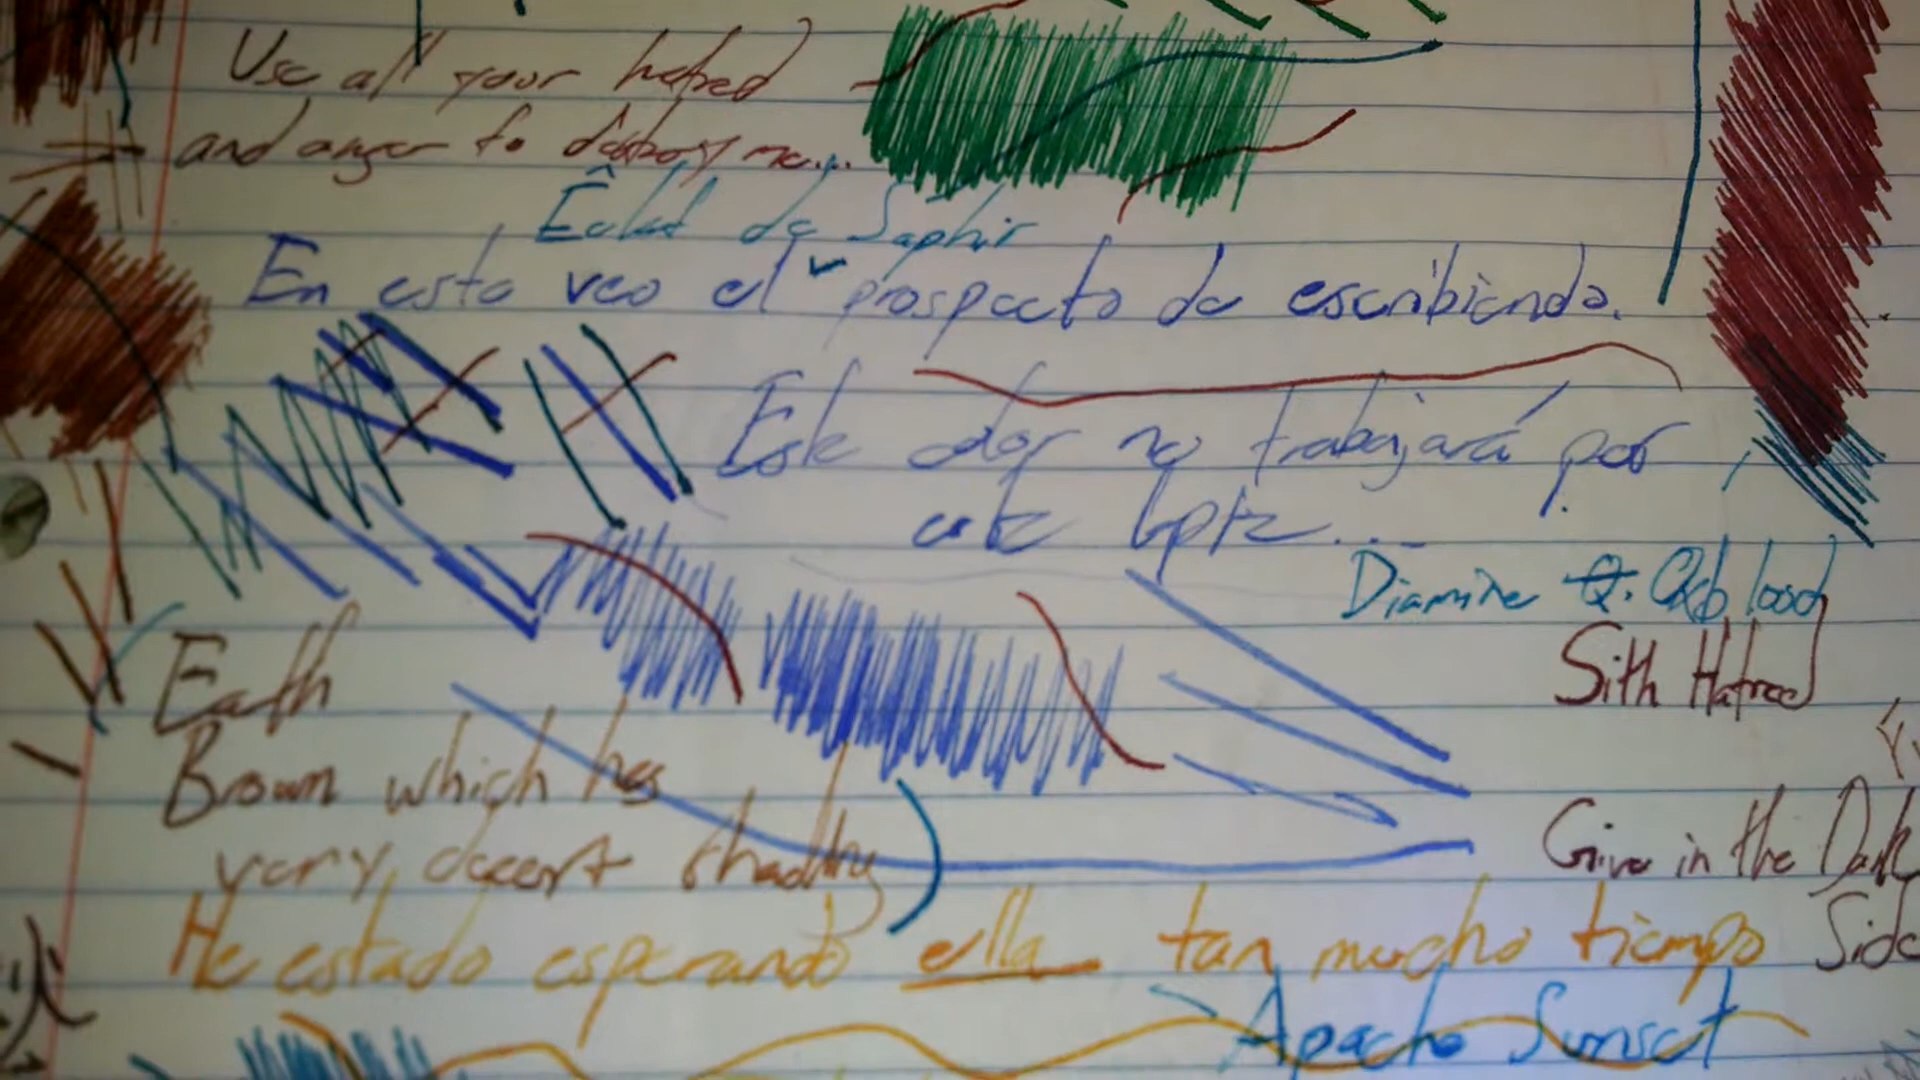 Use all your hatred
and anger to destroy me...
Éclat de Saphir
En esto veo el prospecto de escribiendo.
Este color no trabajará por
este
Diamine Oxblood
Sith Hatred
Earth
Brown which has
very decent shading
Give in the Dark
Side
He estado esperando ella tan mucho tiempo
Apache Sunset